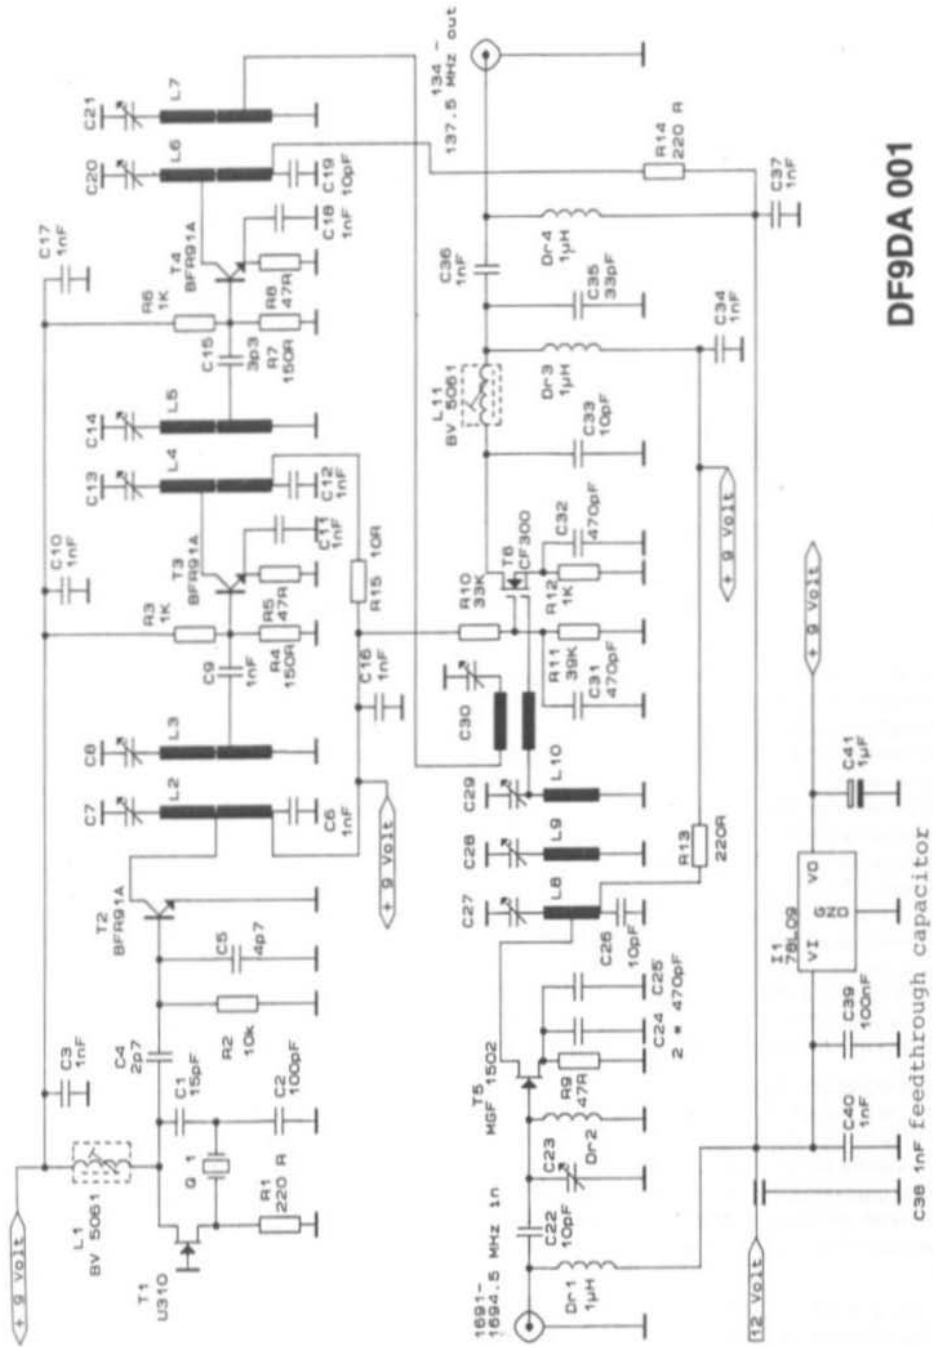 + 9 Volt
L1
BV 5061
T1
U310
Q 1
R1
220 R
C3
1nF
C1
15pF
C2
100pF
C4
2p7
R2
10k
C5
4p7
T2
BFR91A
C7
L2
C6
1nF
C8
L3
+ 9 Volt
C9
1nF
R3
1K
R4
150R
R5
47R
T3
BFR91A
C10
1nF
C11
1nF
C12
1nF
C13
L4
C14
L5
R15
10R
C16
1nF
C15
3p3
R6
1K
R7
150R
R8
47R
T4
BFR91A
C17
1nF
C18
1nF
C19
10pF
C20
L6
C21
L7
1691-
1694.5 MHz in
Dr1
1µH
C22
10pF
C23
Dr2
T5
MGF 1502
R9
47R
C24
C25
2 * 470pF
C26
10pF
C27
L8
C28
L9
C29
L10
C30
R13
220R
R10
33K
R11
39K
C31
470pF
T6
CF300
R12
1K
C32
470pF
C33
10pF
L11
BV 5061
Dr3
1µH
C34
1nF
C35
33pF
C36
1nF
Dr4
1µH
134 -
137.5 MHz out
R14
220 R
C37
1nF
+ 9 Volt
12 Volt
C38 1nF feedthrough capacitor
C40
1nF
C39
100nF
I1
78L09
VI
VO
GND
C41
1µF
+ 9 Volt
DF9DA 001